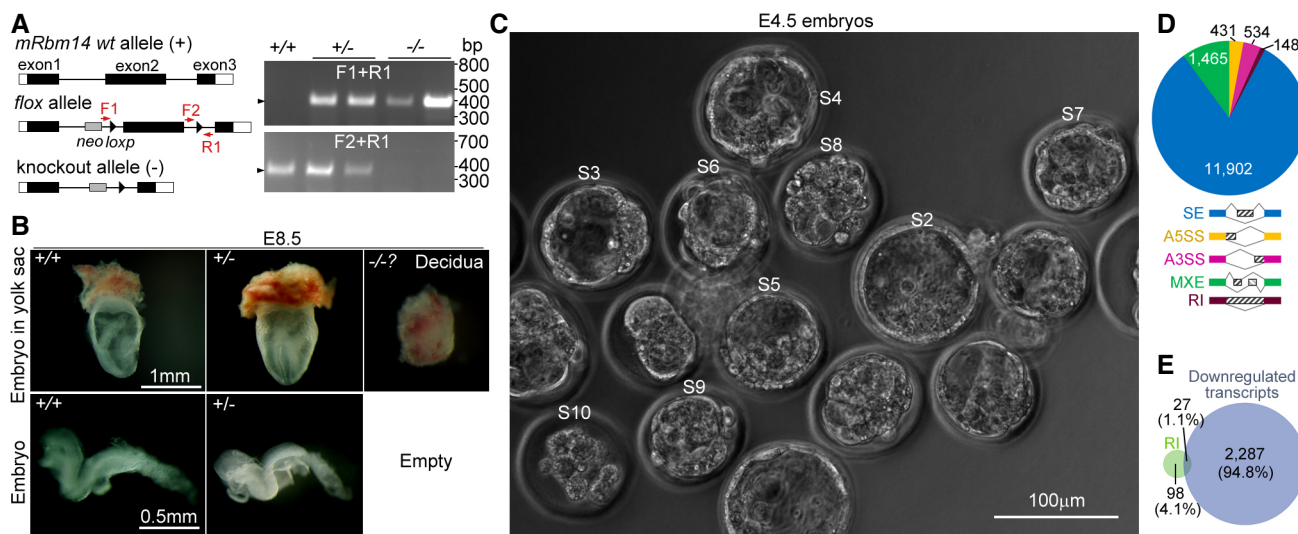 A
mRbm14 wt allele (+)
exon1 exon2 exon3
flox allele
F1 F2
neo loxp R1
knockout allele (-)
+/+ +/- -/- bp
F1+R1
800
500
400
300
F2+R1
700
400
300
B
E8.5
Embryo in yolk sac
+/+ +/- -/-? Decidua
1mm
Embryo
+/+ +/- Empty
0.5mm
C
E4.5 embryos
S4
S7
S8
S6
S3
S2
S5
S9
S10
100μm
D
431 534
148
1,465
11,902
SE
A5SS
A3SS
MXE
RI
E
Downregulated
transcripts
27
(1.1%)
RI
2,287
(94.8%)
98
(4.1%)